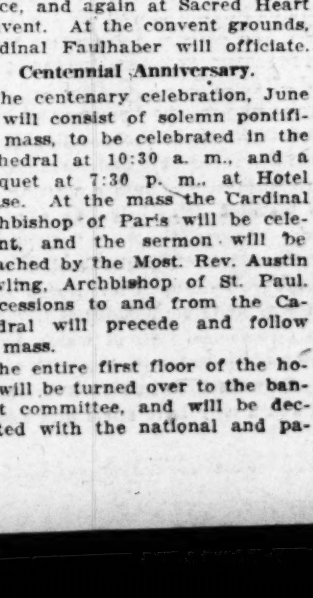 ce, and again at Sacred Heart
vent. At the convent grounds,
dinal Faulhaber will officiate.
Centennial Anniversary.
he centenary celebration, June
will consist of solemn pontifi-
mass, to be celebrated in the
hedral at 10:30 a. m., and a
quet at 7:30 p. m., at Hotel
se. At the mass the Cardinal
hbishop of Paris will be cele-
nt, and the sermon will be
ached by the Most. Rev. Austin
wling, Archbishop of St. Paul.
cessions to and from the Ca-
dral will precede and follow
mass.
he entire first floor of the ho-
will be turned over to the ban-
t committee, and will be dec-
ted with the national and pa-